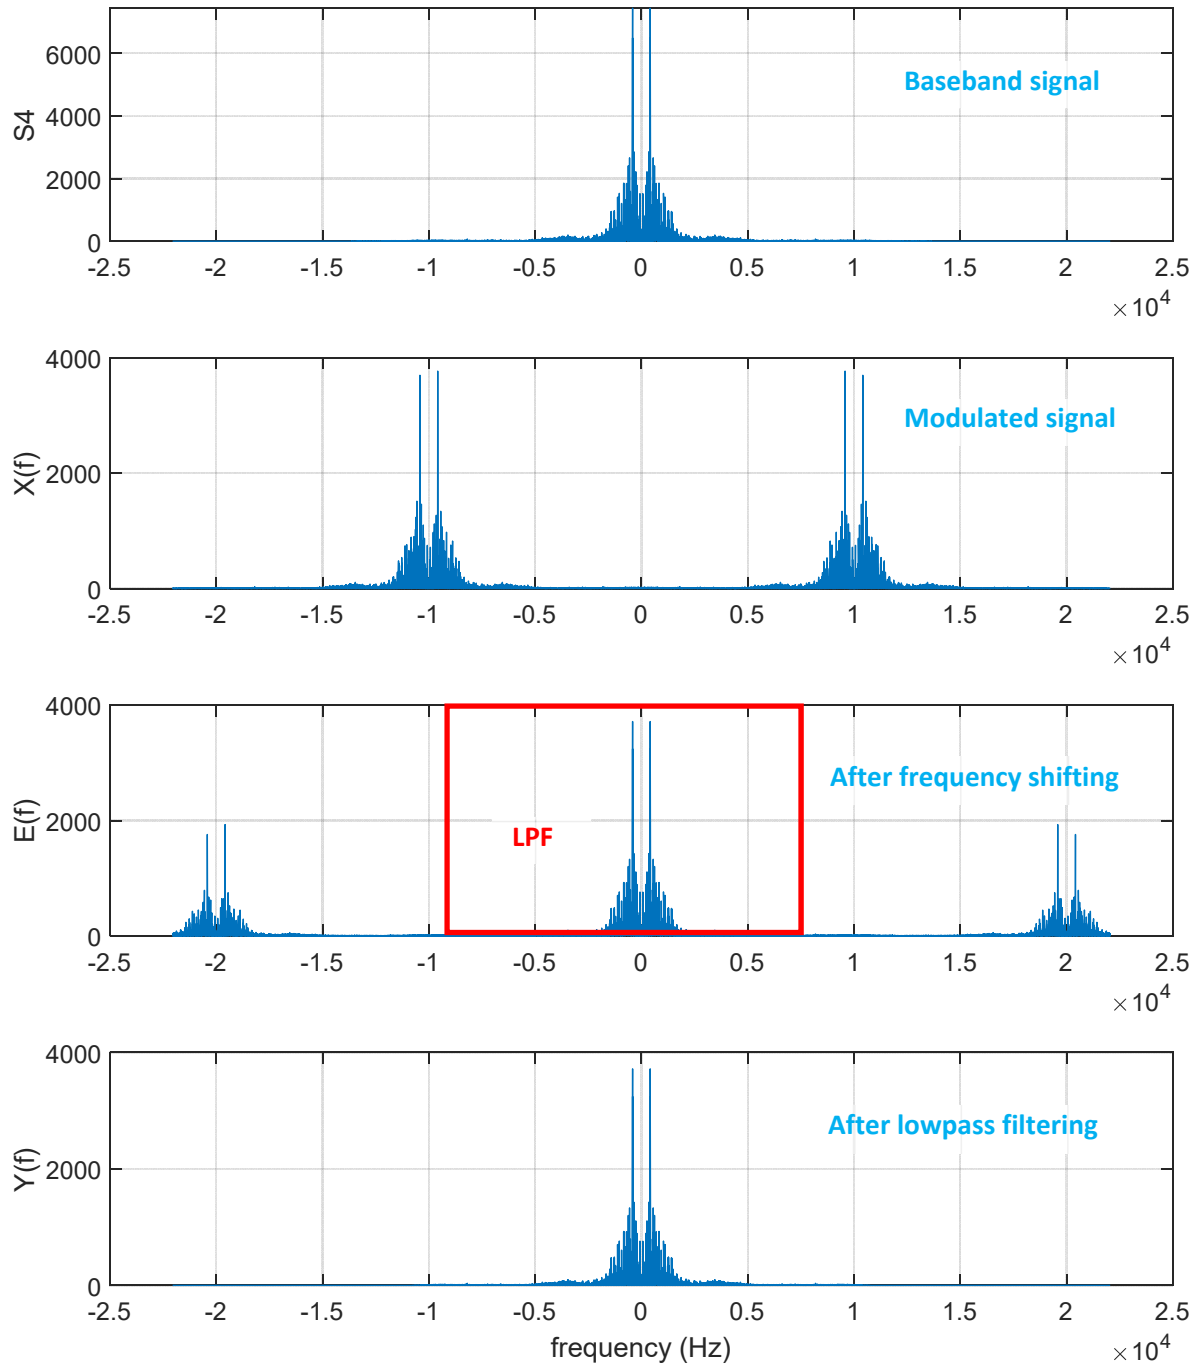 6000
Baseband signal
4000
S4
2000
0
-2.5 -2 -1.5 -1 -0.5 0 0.5 1 1.5 2 2.5
×10^4
4000
Modulated signal
X(f)
2000
0
-2.5 -2 -1.5 -1 -0.5 0 0.5 1 1.5 2 2.5
×10^4
4000
After frequency shifting
E(f)
2000
LPF
0
-2.5 -2 -1.5 -1 -0.5 0 0.5 1 1.5 2 2.5
×10^4
4000
After lowpass filtering
Y(f)
2000
0
-2.5 -2 -1.5 -1 -0.5 0 0.5 1 1.5 2 2.5
frequency (Hz)
×10^4